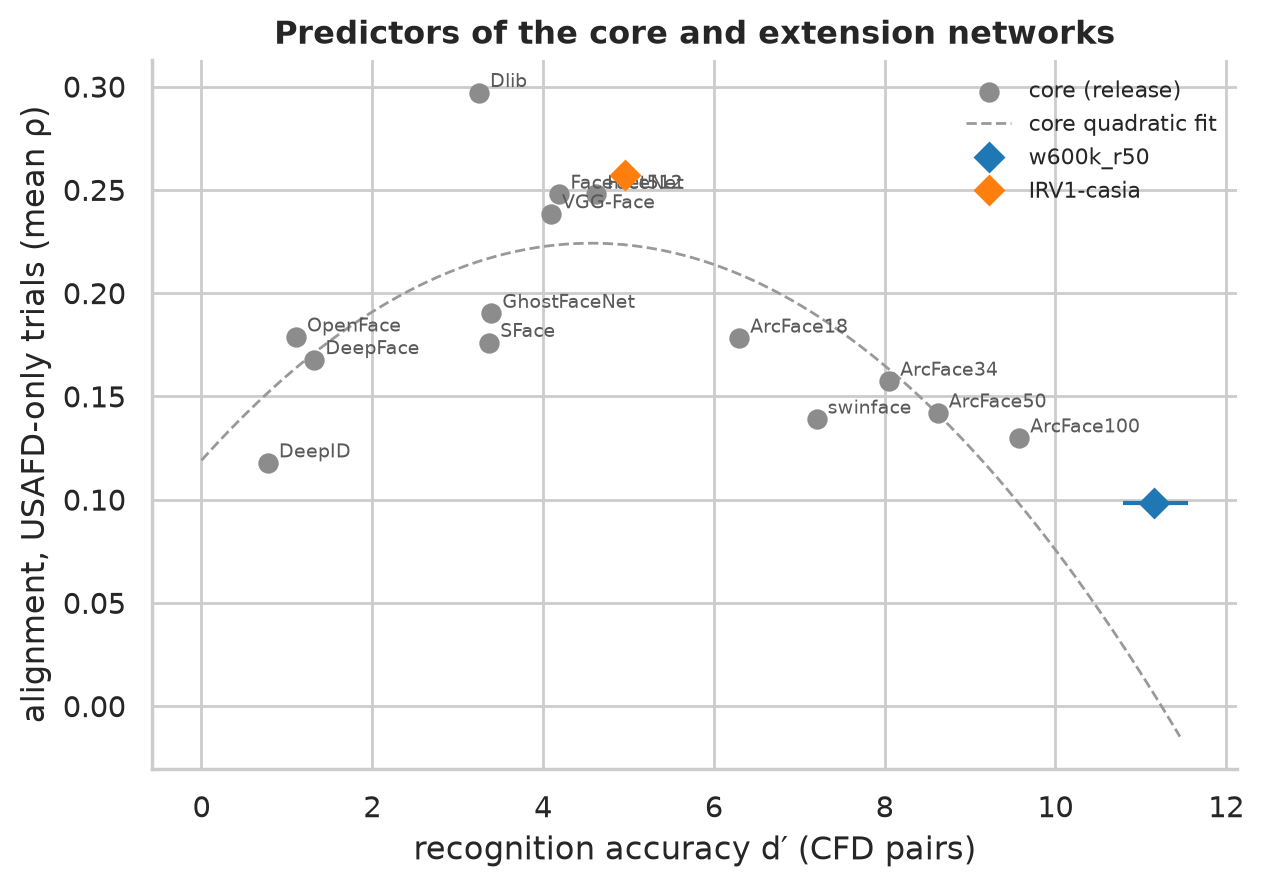 Predictors of the core and extension networks
alignment, USAFD-only trials (mean ρ)
0.30
0.25
0.20
0.15
0.10
0.05
0.00
core (release)
core quadratic fit
w600k_r50
IRV1-casia
Dlib
FaceNet512
FaceNet
VGG-Face
GhostFaceNet
SFace
OpenFace
DeepFace
DeepID
ArcFace18
ArcFace34
swinface
ArcFace50
ArcFace100
0 2 4 6 8 10 12
recognition accuracy d′ (CFD pairs)